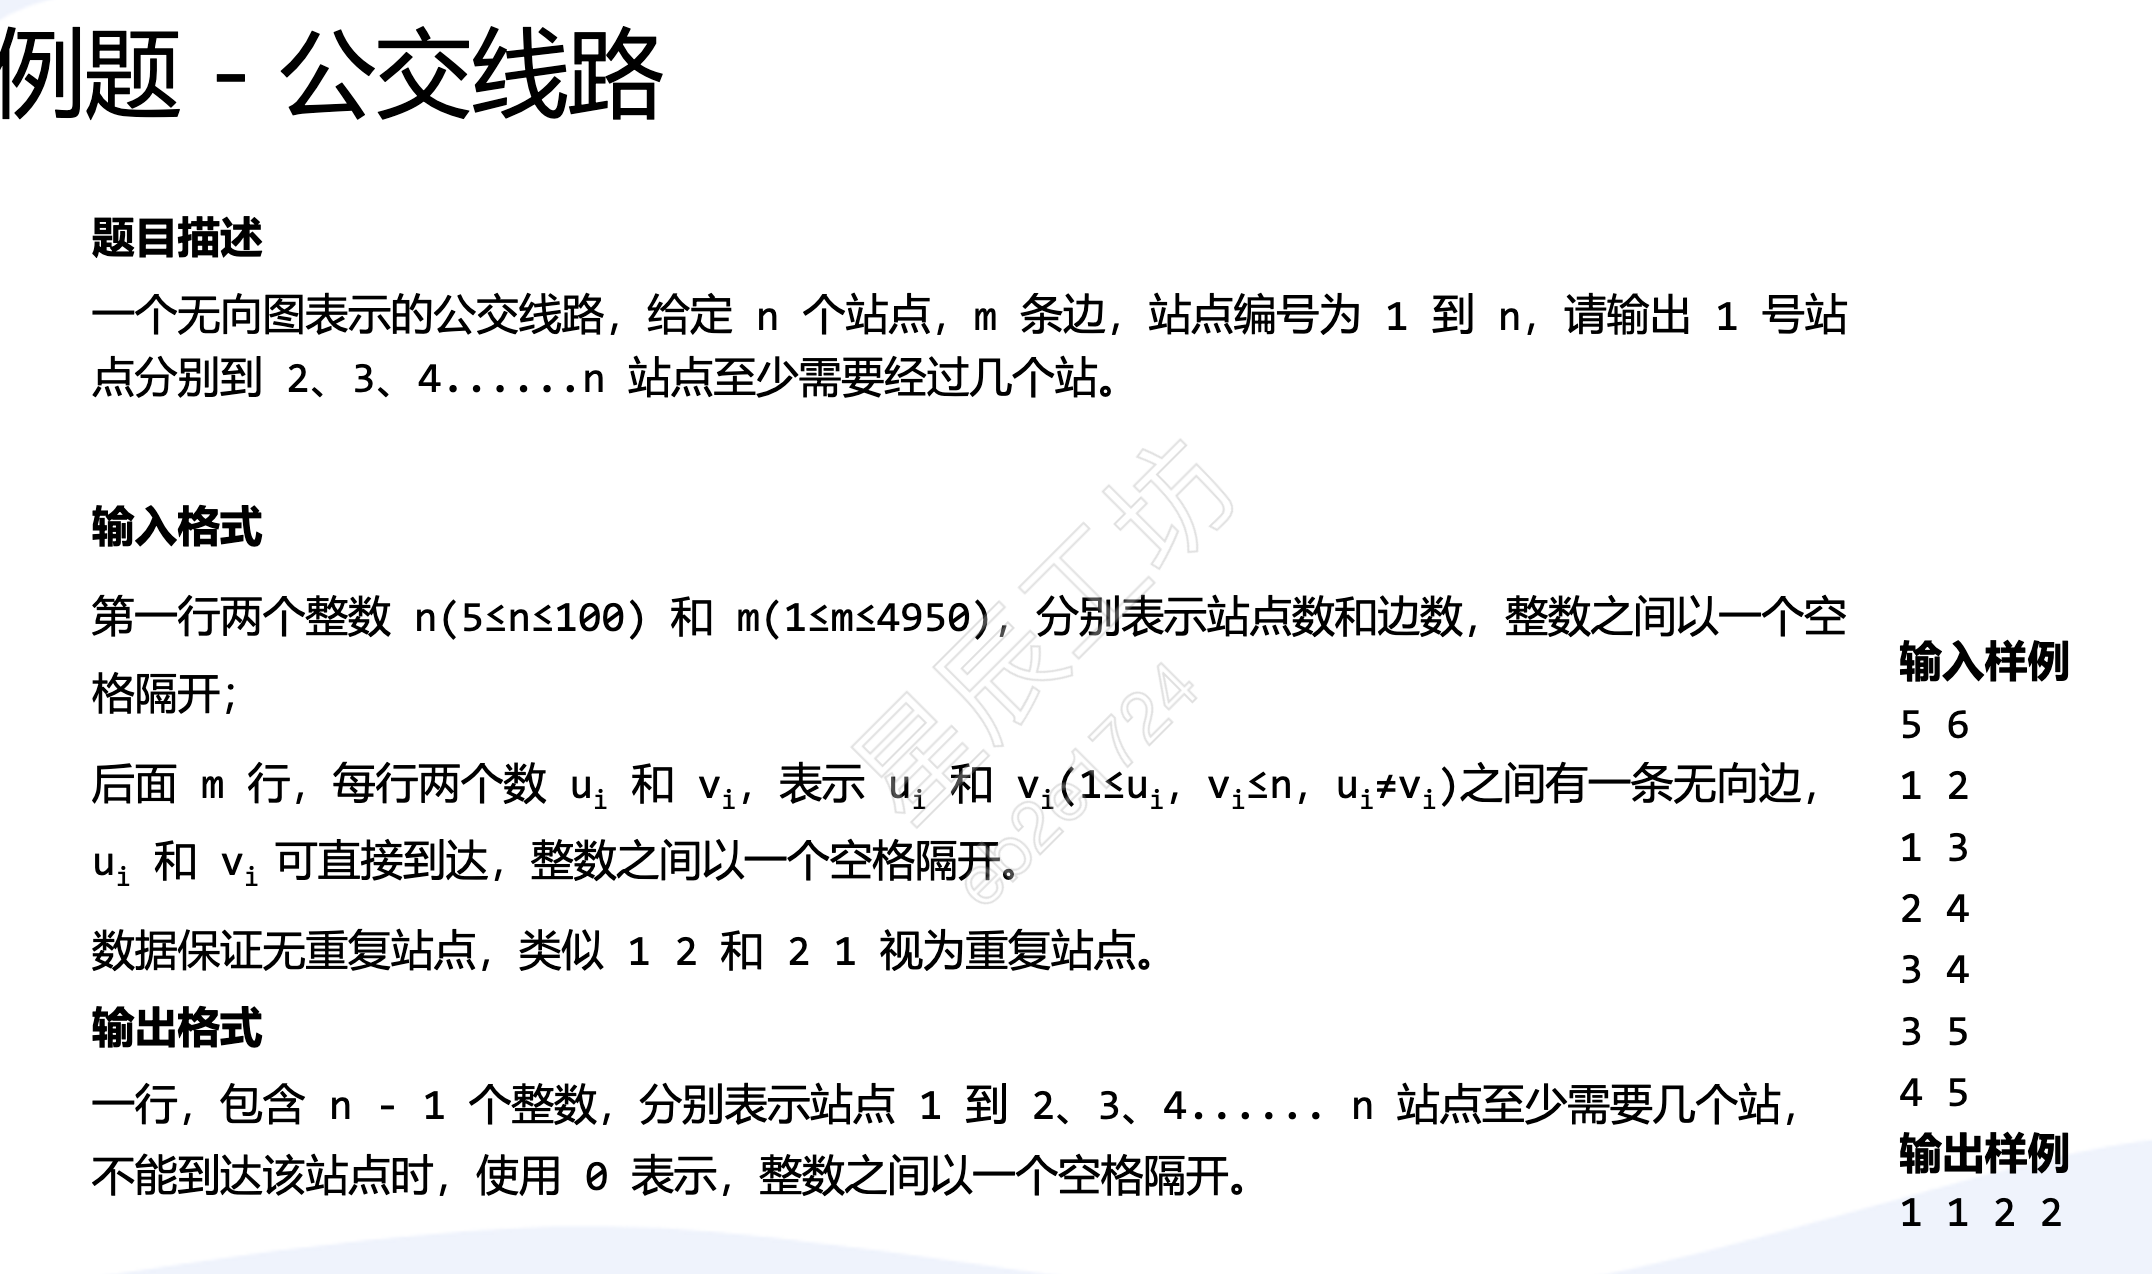 例题 - 公交线路
题目描述
一个无向图表示的公交线路，给定 n 个站点，m 条边，站点编号为 1 到 n，请输出 1 号站
点分别到 2、3、4......n 站点至少需要经过几个站。
输入格式
第一行两个整数 n(5≤n≤100) 和 m(1≤m≤4950)，分别表示站点数和边数，整数之间以一个空
格隔开；
后面 m 行，每行两个数 uᵢ 和 vᵢ，表示 uᵢ 和 vᵢ(1≤uᵢ, vᵢ≤n, uᵢ≠vᵢ)之间有一条无向边，
uᵢ 和 vᵢ 可直接到达，整数之间以一个空格隔开。
数据保证无重复站点，类似 1 2 和 2 1 视为重复站点。
输出格式
一行，包含 n - 1 个整数，分别表示站点 1 到 2、3、4...... n 站点至少需要几个站，
不能到达该站点时，使用 0 表示，整数之间以一个空格隔开。
输入样例
5 6
1 2
1 3
2 4
3 4
3 5
4 5
输出样例
1 1 2 2
星辰工坊